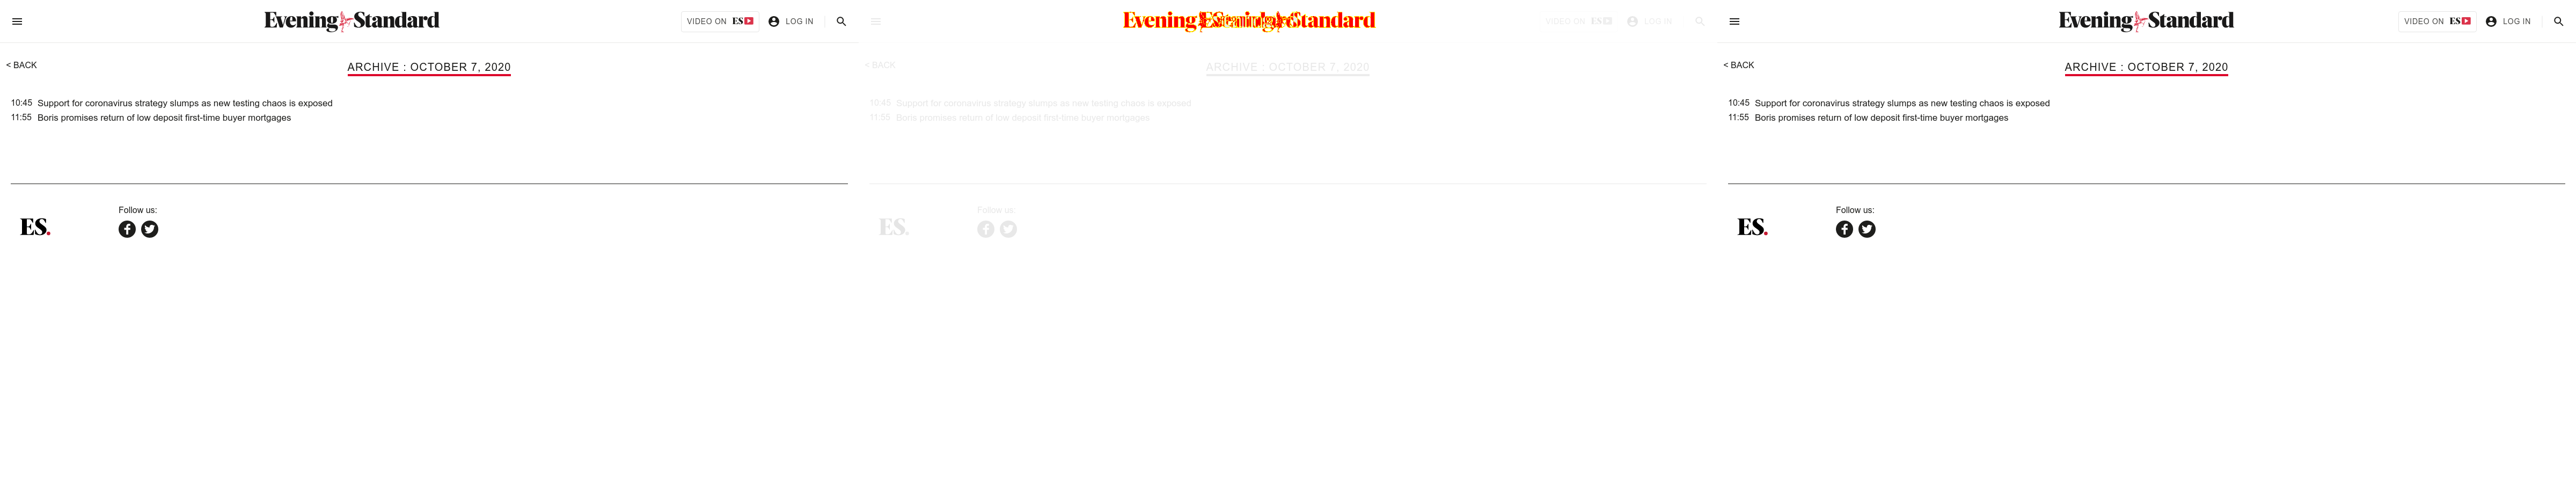 Evening Standard VIDEO ON ES LOG IN
< BACK
ARCHIVE : OCTOBER 7, 2020
10:45 Support for coronavirus strategy slumps as new testing chaos is exposed
11:55 Boris promises return of low deposit first-time buyer mortgages
Follow us:
ES.
Evening Standard VIDEO ON ES LOG IN
< BACK
ARCHIVE : OCTOBER 7, 2020
10:45 Support for coronavirus strategy slumps as new testing chaos is exposed
11:55 Boris promises return of low deposit first-time buyer mortgages
Follow us:
ES.
Evening Standard VIDEO ON ES LOG IN
< BACK
ARCHIVE : OCTOBER 7, 2020
10:45 Support for coronavirus strategy slumps as new testing chaos is exposed
11:55 Boris promises return of low deposit first-time buyer mortgages
Follow us:
ES.